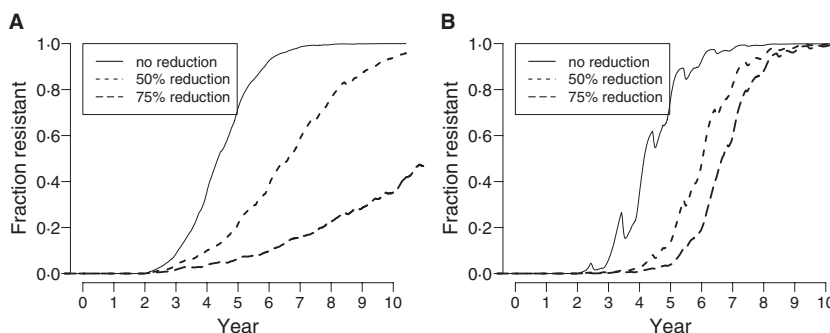 A
1·0
0·8
0·6
0·4
0·2
0·0
Fraction resistant
no reduction
50% reduction
75% reduction
0 1 2 3 4 5 6 7 8 9 10
Year
B
1·0
0·8
0·6
0·4
0·2
0·0
Fraction resistant
no reduction
50% reduction
75% reduction
0 1 2 3 4 5 6 7 8 9 10
Year